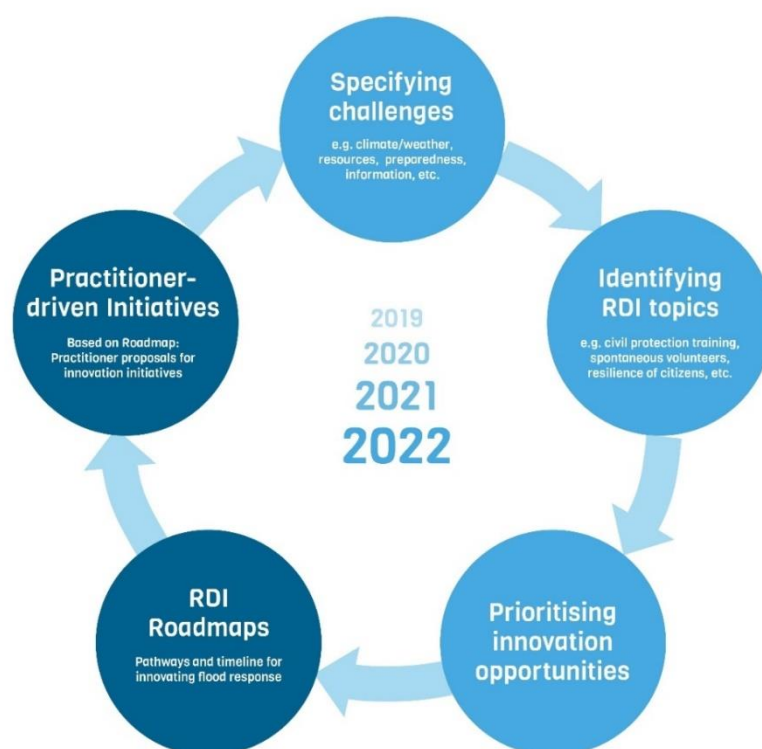 Specifying
challenges
e.g. climate/weather,
resources, preparedness,
information, etc.
Identifying
RDI topics
e.g. civil protection training,
spontaneous volunteers,
resilience of citizens, etc.
Prioritising
innovation
opportunities
RDI
Roadmaps
Pathways and timeline for
innovating flood response
Practitioner-
driven Initiatives
Based on Roadmap:
Practitioner proposals for
innovation initiatives
2019
2020
2021
2022